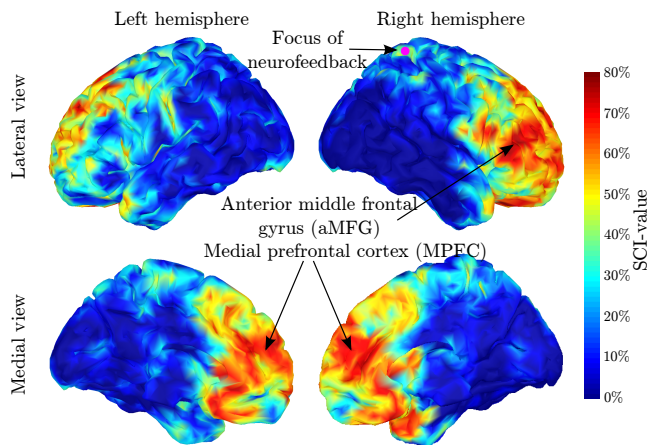 Left hemisphere
Right hemisphere
Focus of
neurofeedback
Lateral view
Anterior middle frontal
gyrus (aMFG)
Medial prefrontal cortex (MPFC)
Medial view
80%
70%
60%
50%
40%
30%
20%
10%
0%
SCI-value